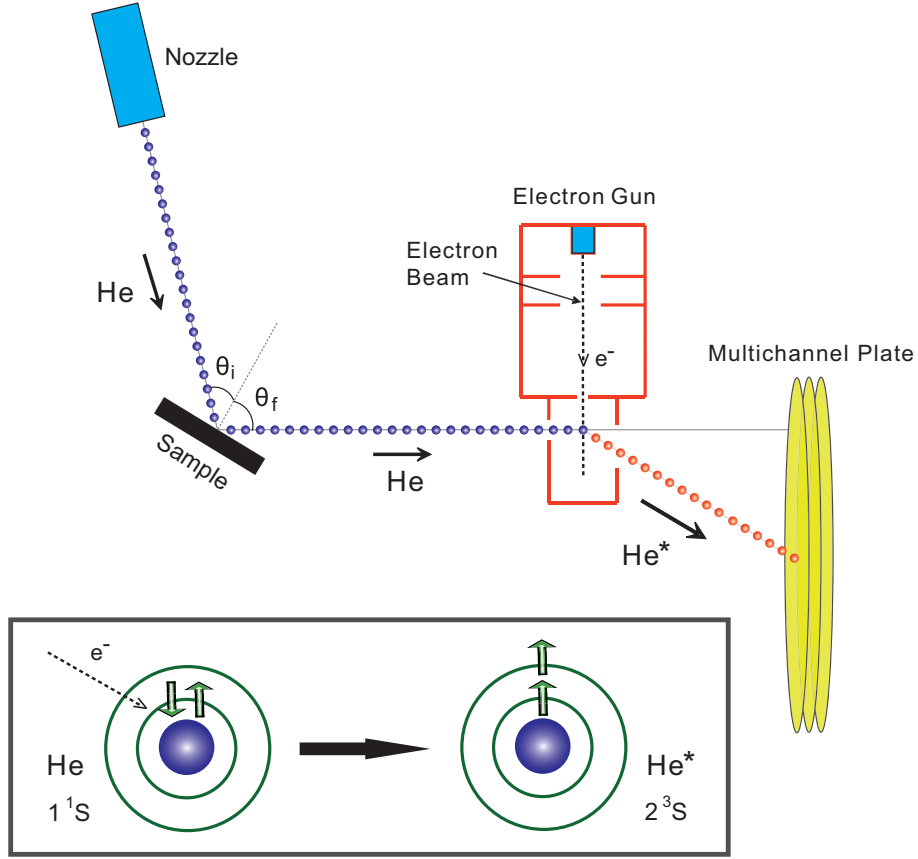 Nozzle
Electron Gun
Electron
Beam
He
e⁻
Multichannel Plate
θi
θf
Sample
He
He*
e⁻
He
1 ¹S
He*
2 ³S